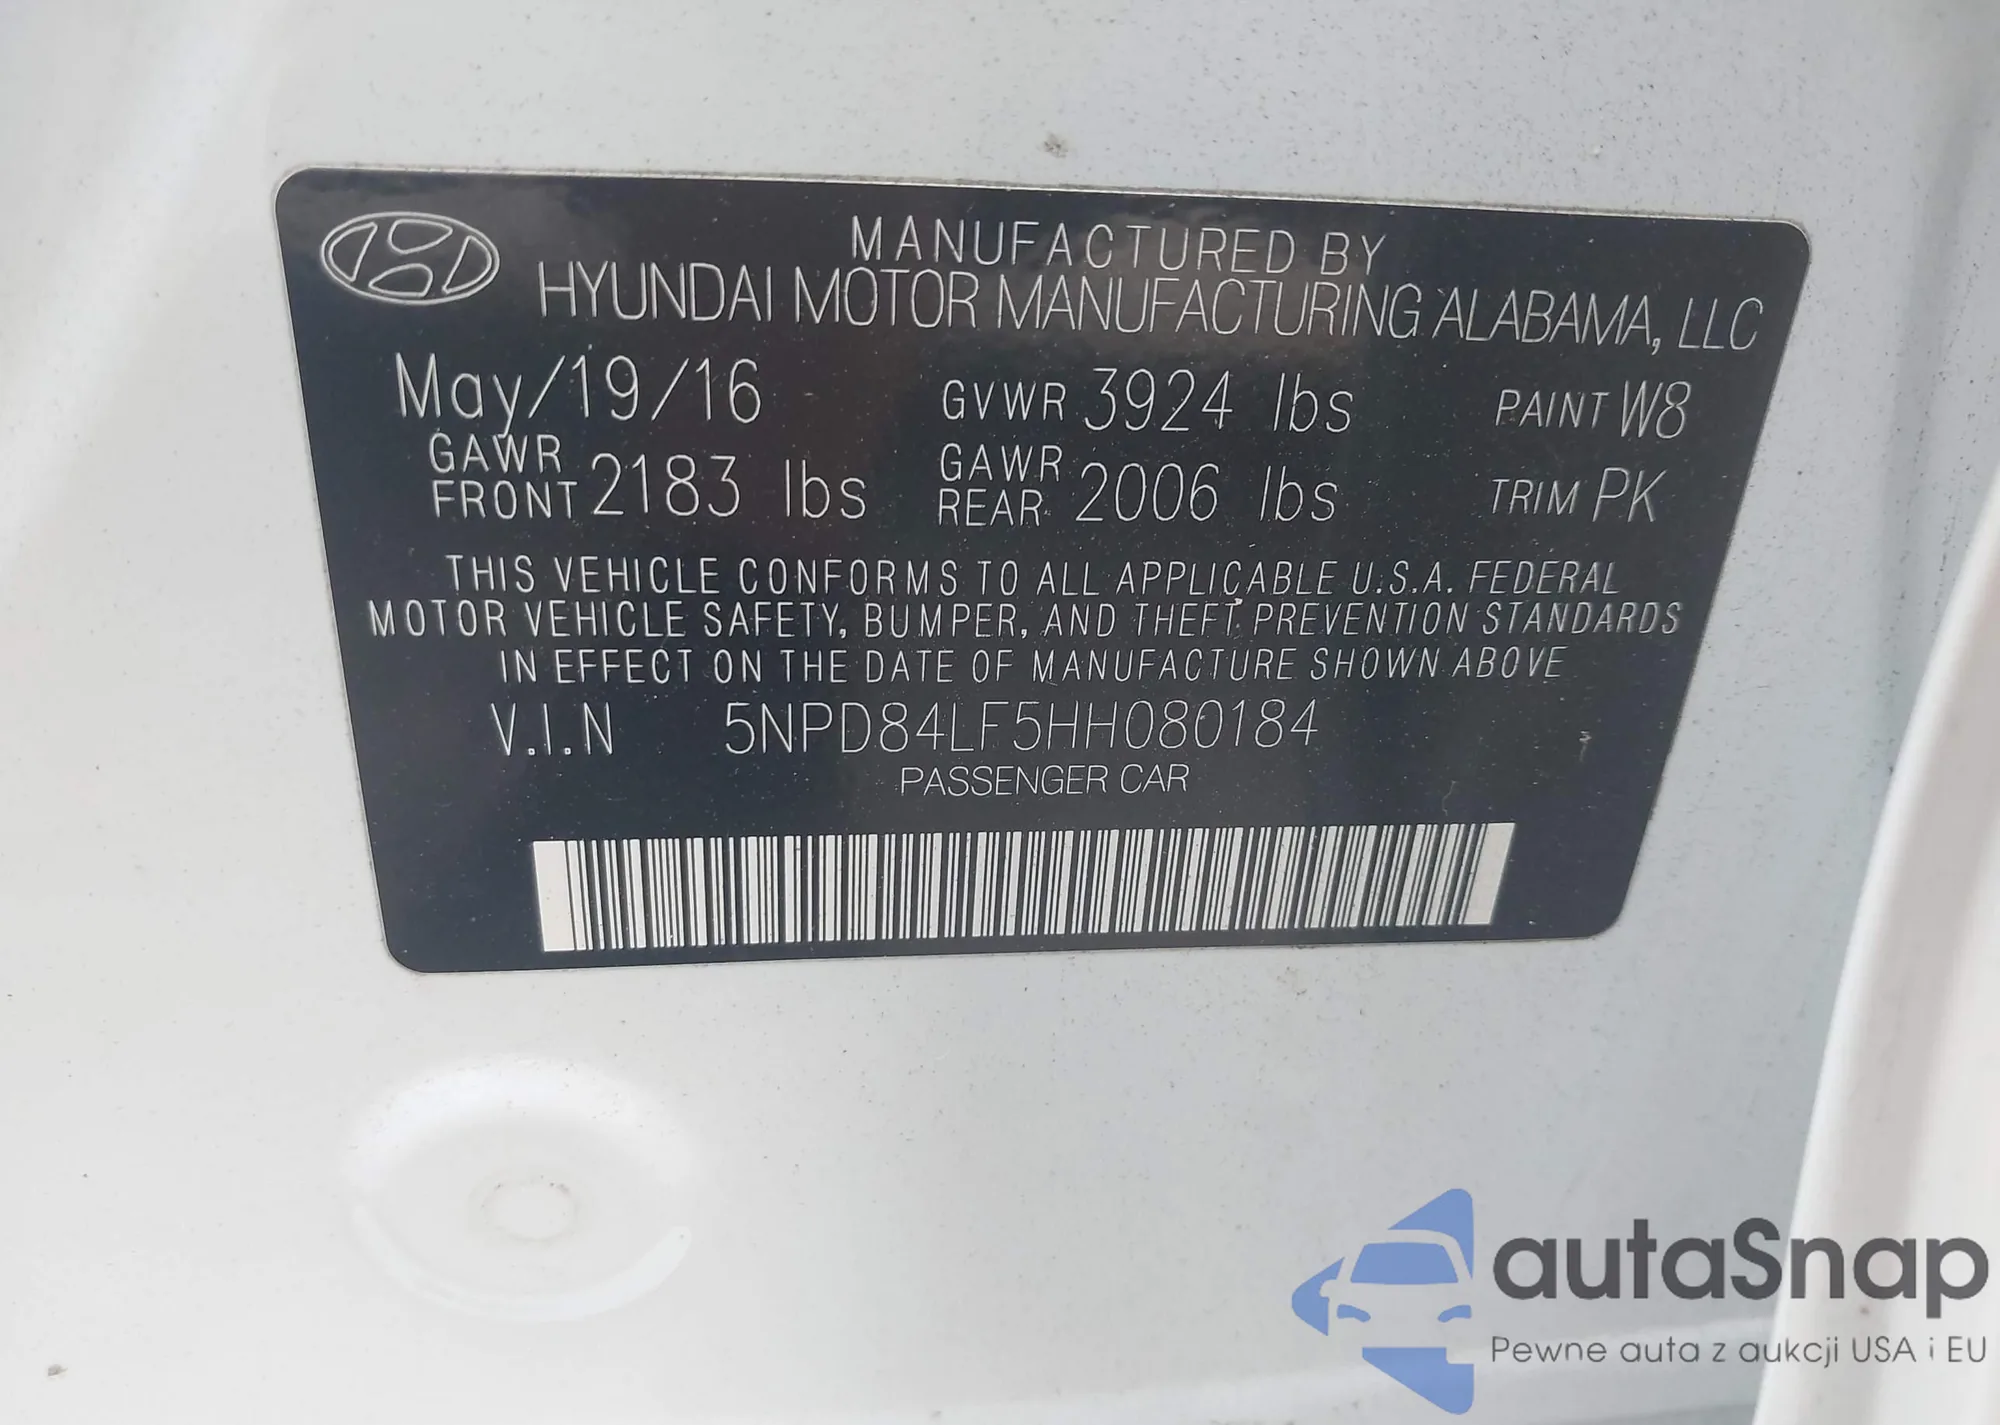 MANUFACTURED BY
HYUNDAI MOTOR MANUFACTURING ALABAMA, LLC
May/19/16 GVWR 3924 lbs PAINT W8
GAWR FRONT 2183 lbs GAWR REAR 2006 lbs TRIM PK
THIS VEHICLE CONFORMS TO ALL APPLICABLE U.S.A. FEDERAL
MOTOR VEHICLE SAFETY, BUMPER, AND THEFT PREVENTION STANDARDS
IN EFFECT ON THE DATE OF MANUFACTURE SHOWN ABOVE
V.I.N 5NPD84LF5HH080184
PASSENGER CAR
autaSnap
Pewne auta z aukcji USA i EU